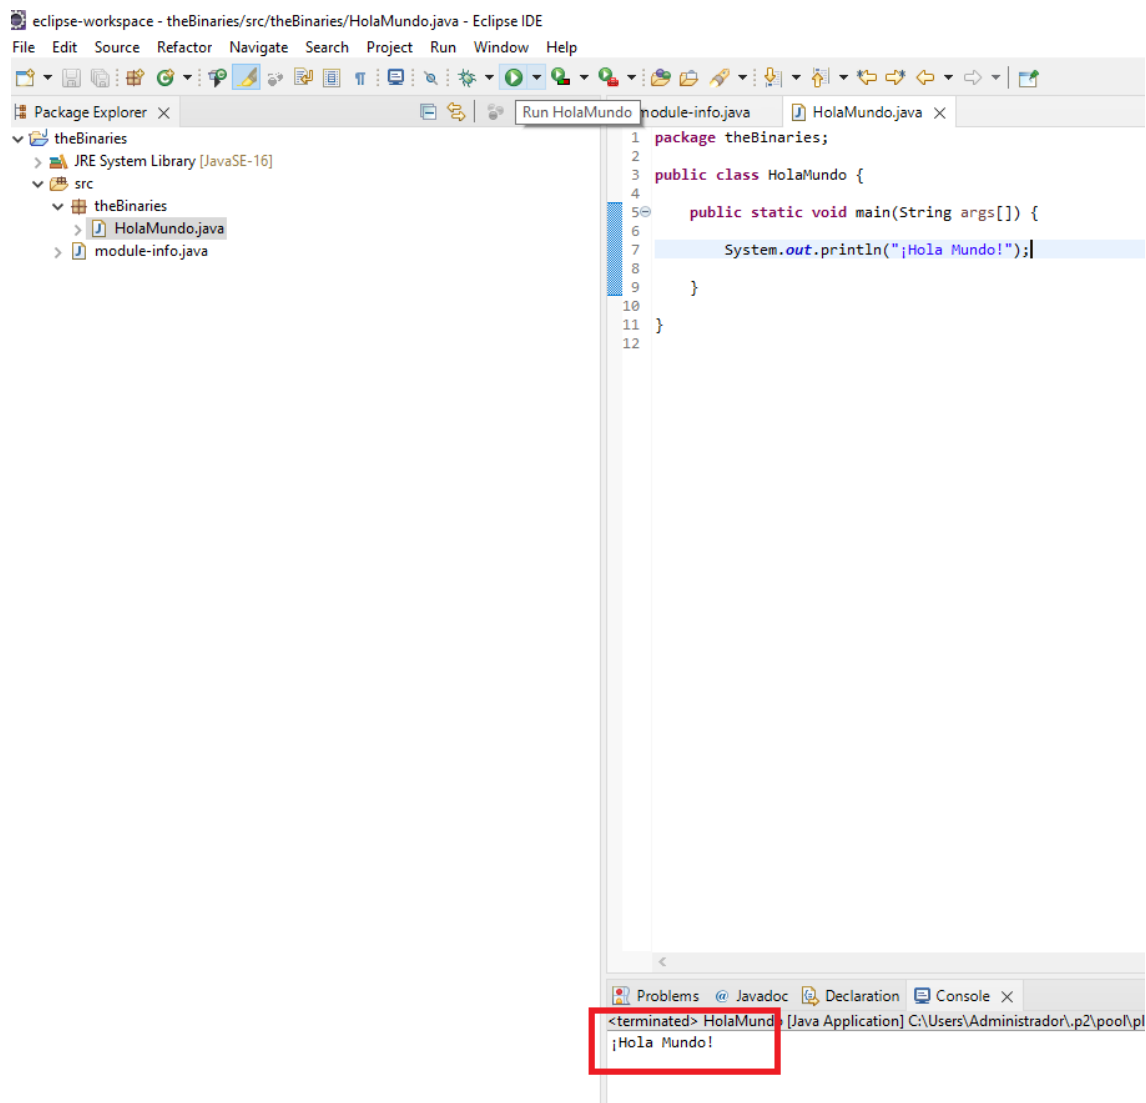 eclipse-workspace - theBinaries/src/theBinaries/HolaMundo.java - Eclipse IDE
File Edit Source Refactor Navigate Search Project Run Window Help
Package Explorer
Run HolaMundo
module-info.java
HolaMundo.java
theBinaries
JRE System Library [JavaSE-16]
src
theBinaries
HolaMundo.java
module-info.java
1 package theBinaries;
2
3 public class HolaMundo {
4
5 public static void main(String args[]) {
6
7 System.out.println("¡Hola Mundo!");
8
9 }
10
11 }
12
Problems @ Javadoc Declaration Console
<terminated> HolaMundo [Java Application] C:\Users\Administrador\.p2\pool\pl
¡Hola Mundo!